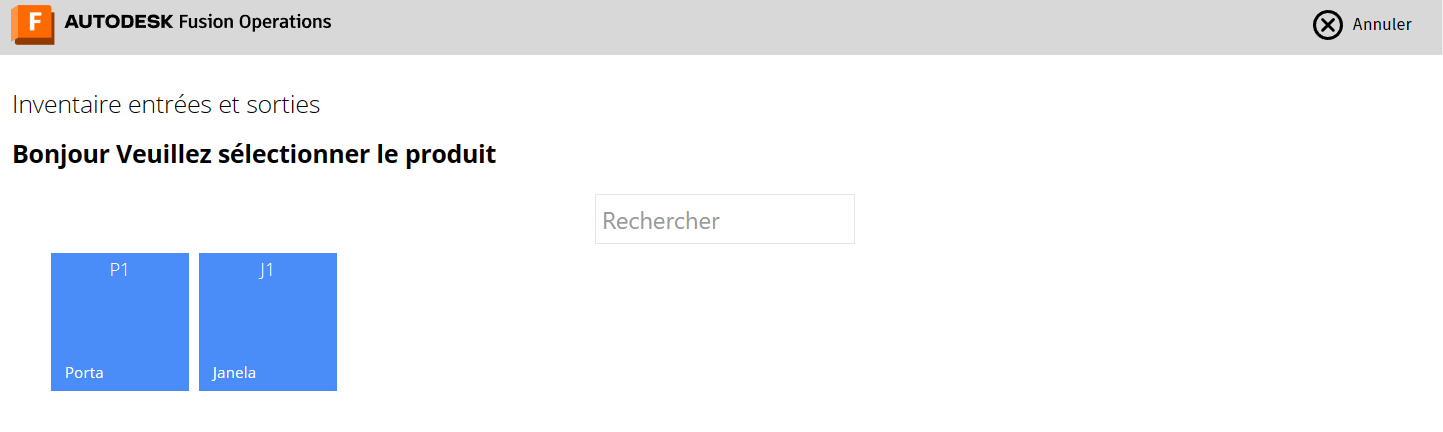 F AUTODESK Fusion Operations
Annuler
Inventaire entrées et sorties
Bonjour Veuillez sélectionner le produit
Rechercher
P1
Porta
J1
Janela